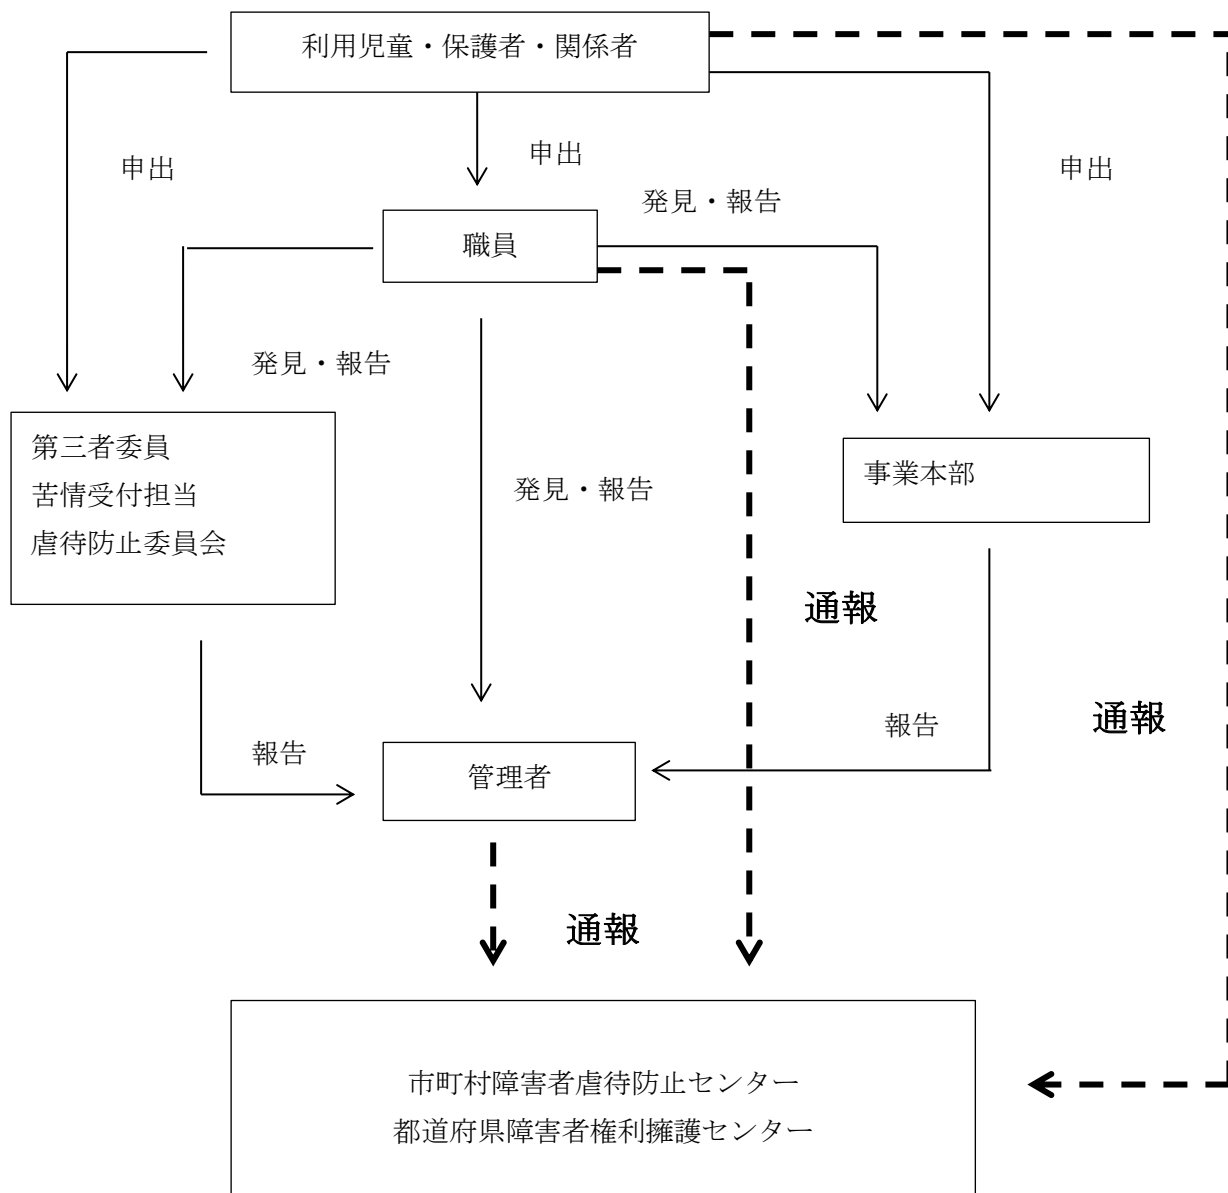 利用児童・保護者・関係者
申出
申出
申出
発見・報告
職員
発見・報告
第三者委員
苦情受付担当
虐待防止委員会
事業本部
発見・報告
通報
通報
報告
報告
管理者
通報
市町村障害者虐待防止センター
都道府県障害者権利擁護センター